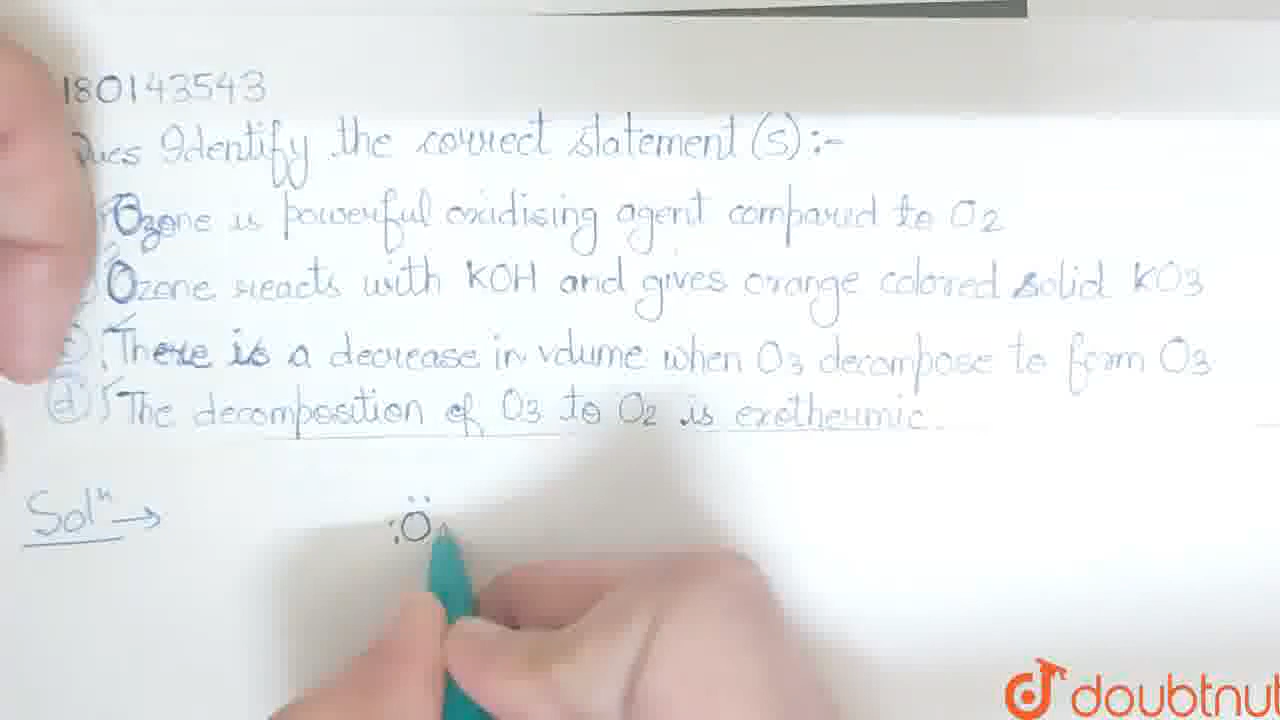 180143543
Ques Identify the correct statement (s):-
Ozone is powerful oxidising agent compared to O2
Ozone reacts with KOH and gives orange colored solid KO3
There is a decrease in volume when O3 decompose to form O3
(d) The decomposition of O3 to O2 is exothermic
Solⁿ →
:Ö
doubtnut